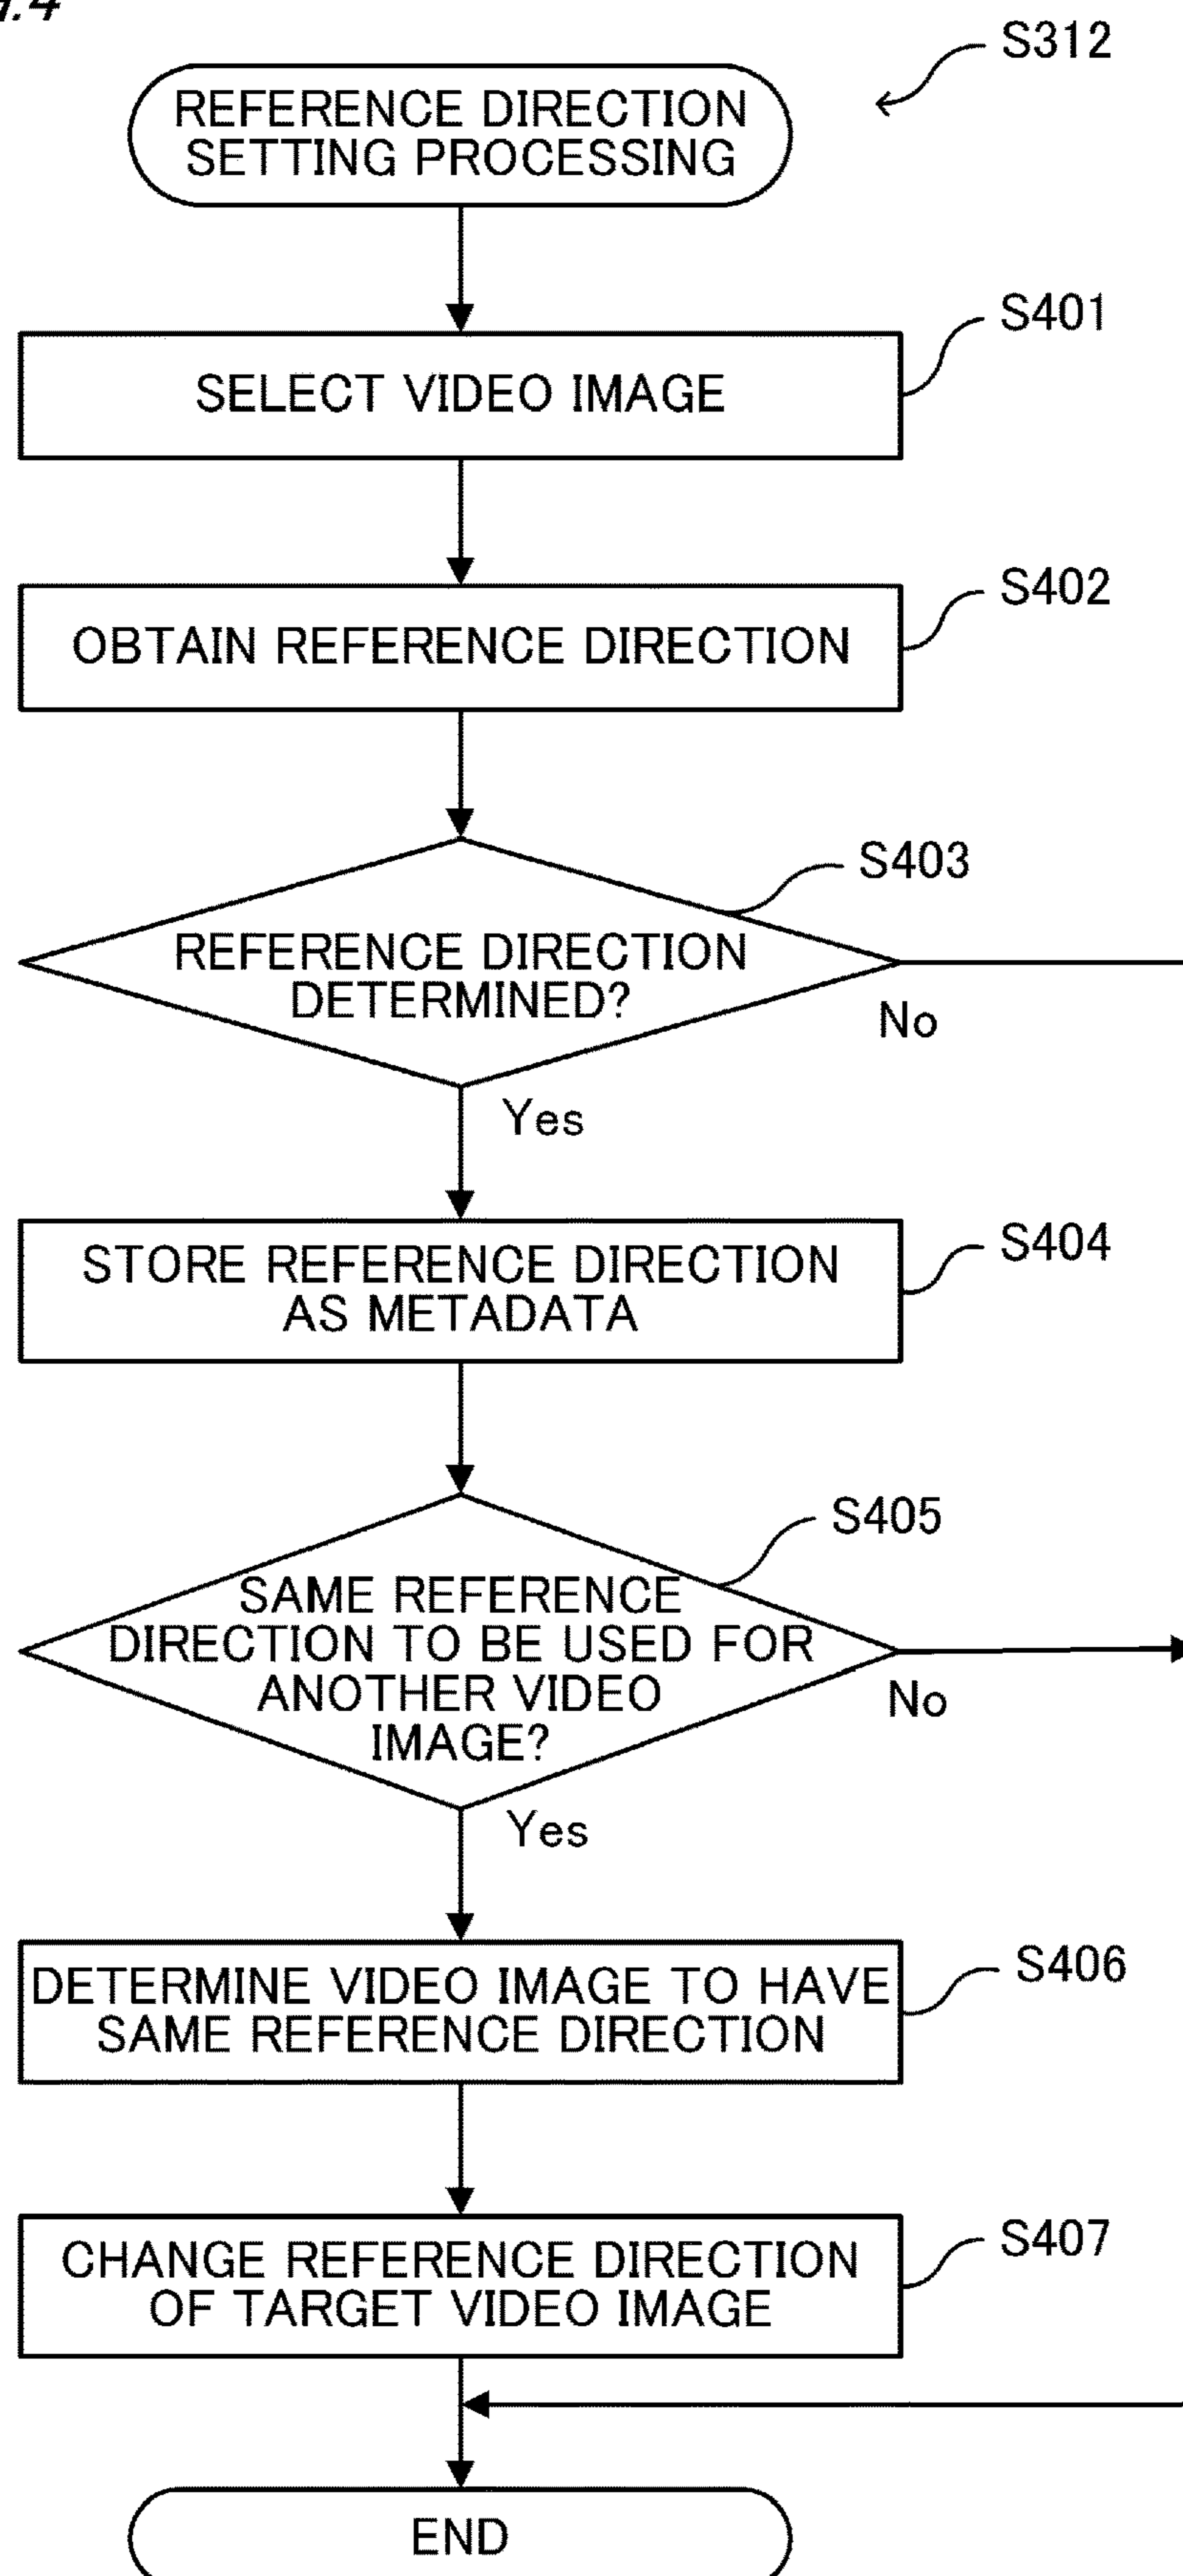 .4
S312
REFERENCE DIRECTION
SETTING PROCESSING
S401
SELECT VIDEO IMAGE
S402
OBTAIN REFERENCE DIRECTION
S403
REFERENCE DIRECTION
DETERMINED?
No
Yes
S404
STORE REFERENCE DIRECTION
AS METADATA
S405
SAME REFERENCE
DIRECTION TO BE USED FOR
ANOTHER VIDEO
IMAGE?
No
Yes
S406
DETERMINE VIDEO IMAGE TO HAVE
SAME REFERENCE DIRECTION
S407
CHANGE REFERENCE DIRECTION
OF TARGET VIDEO IMAGE
END